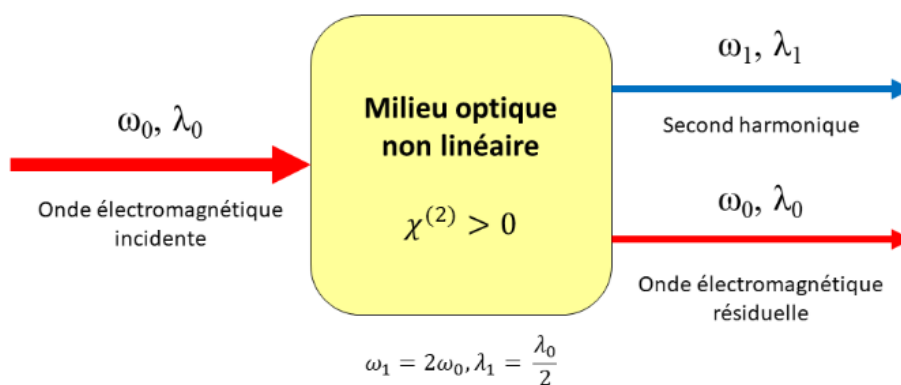 ω₀, λ₀
Onde électromagnétique
incidente
Milieu optique
non linéaire
χ⁽²⁾ > 0
ω₁, λ₁
Second harmonique
ω₀, λ₀
Onde électromagnétique
résiduelle
ω₁ = 2ω₀, λ₁ = λ₀/2